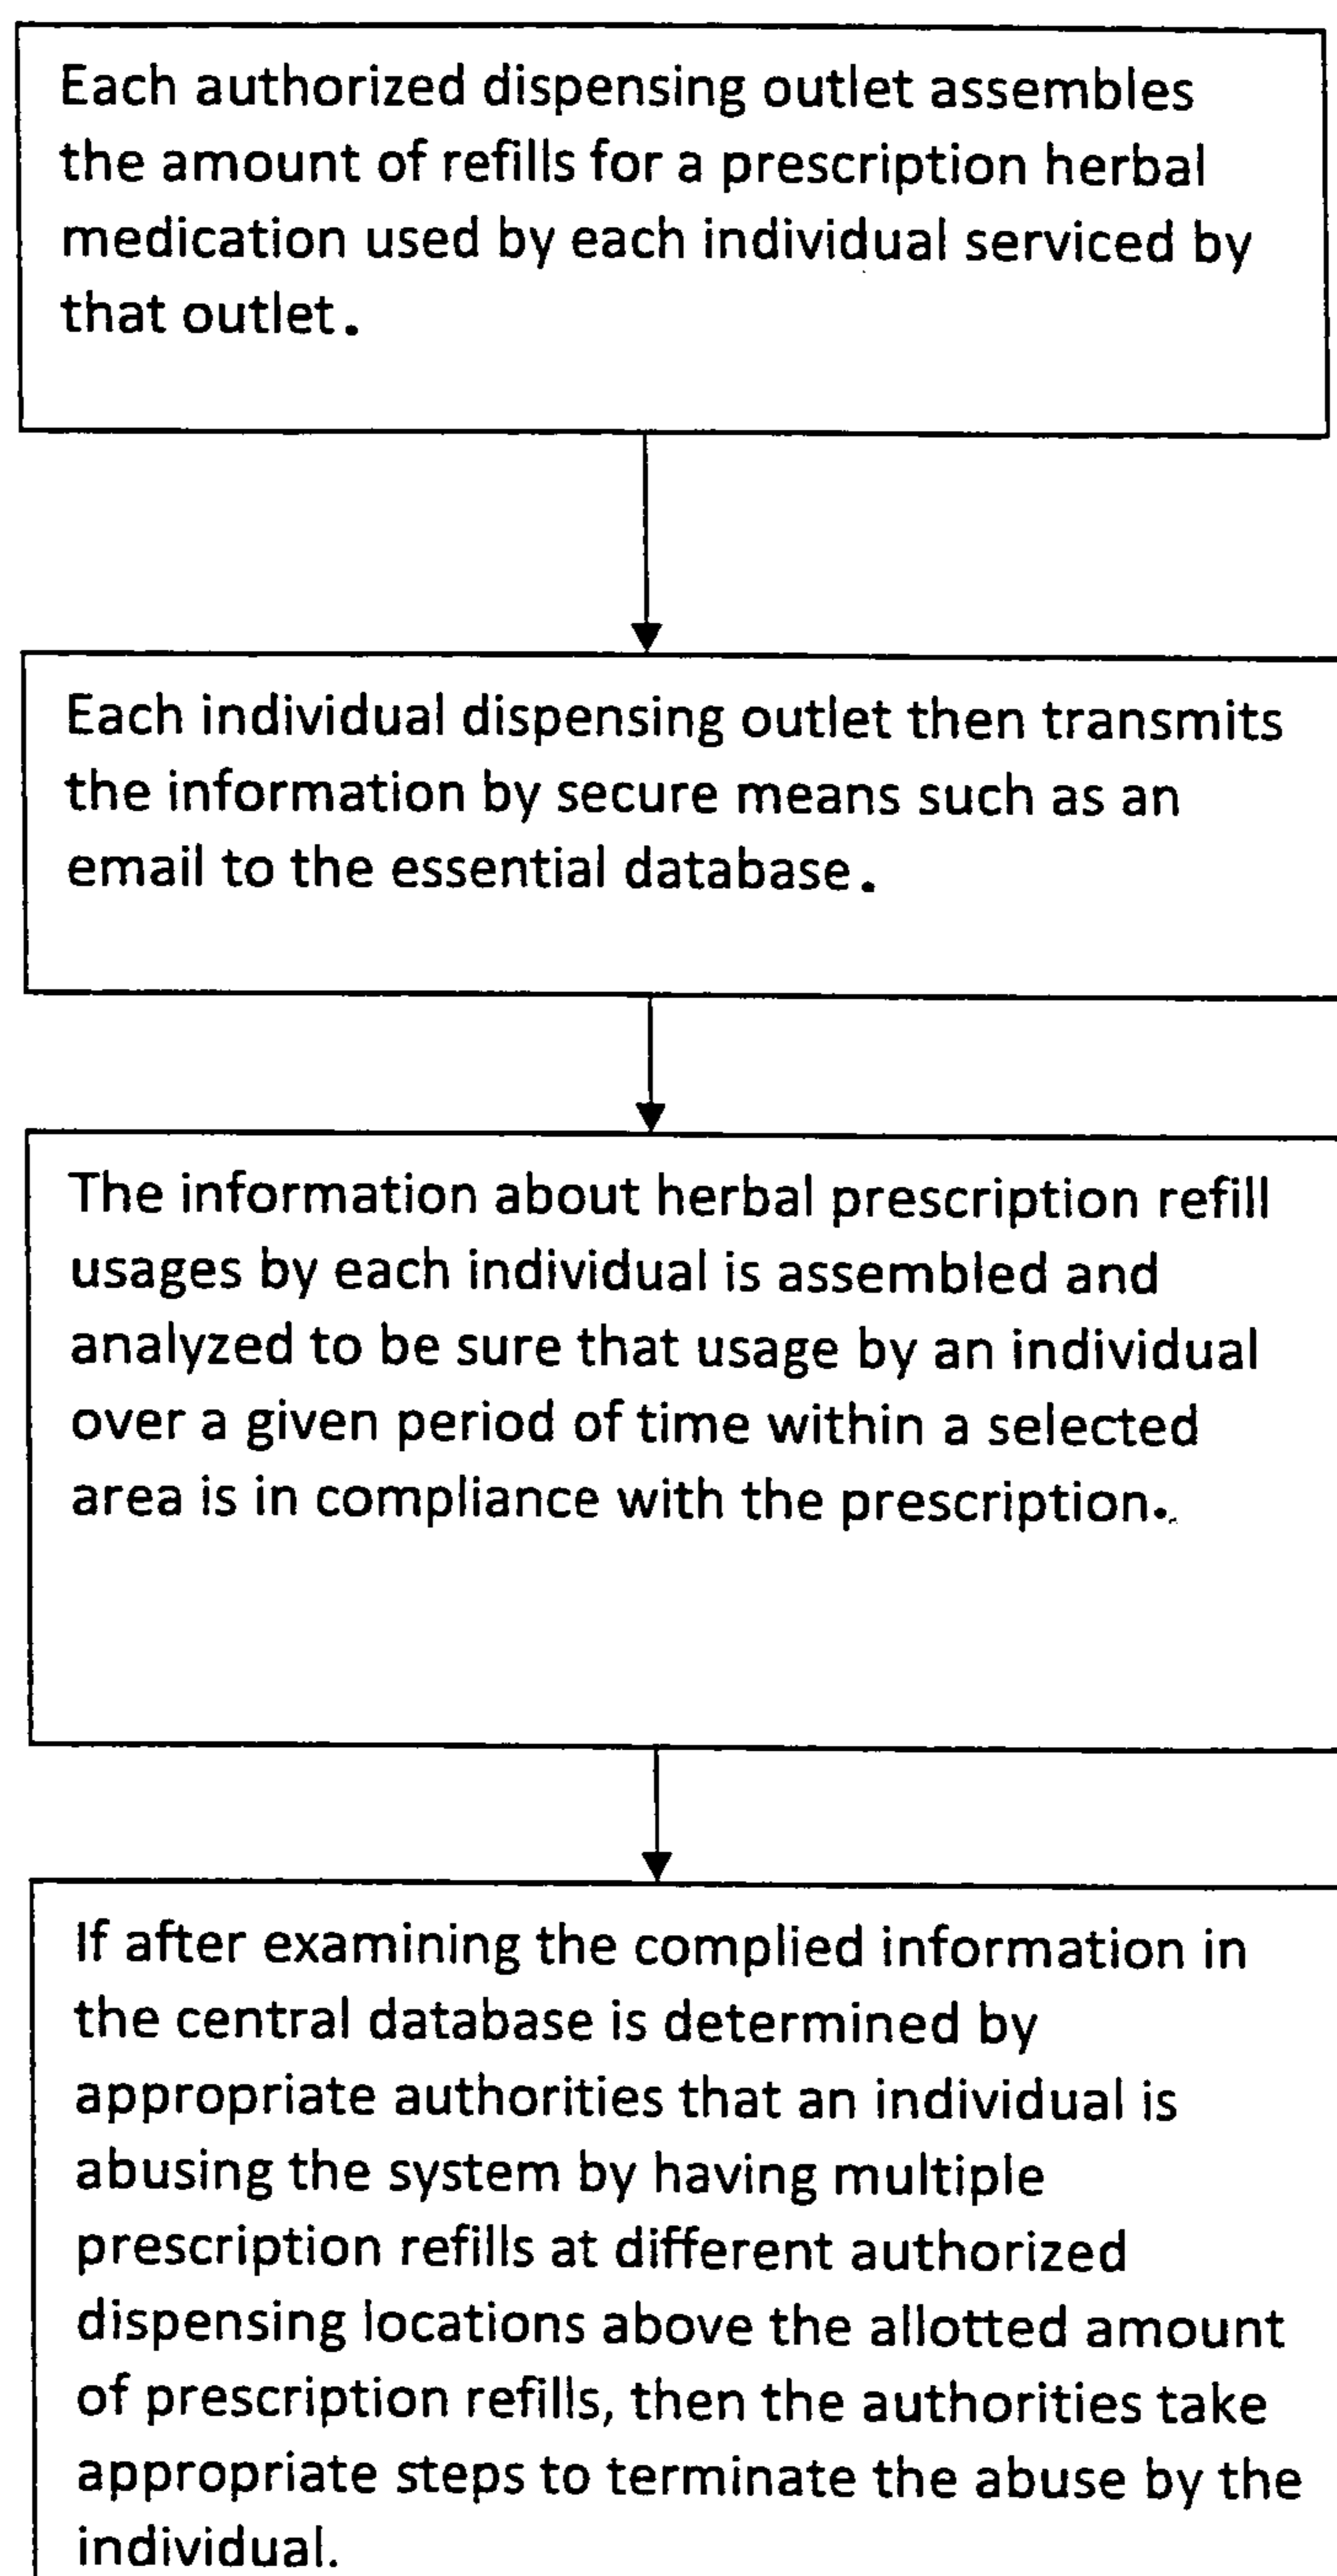 Each authorized dispensing outlet assembles
the amount of refills for a prescription herbal
medication used by each individual serviced by
that outlet.
Each individual dispensing outlet then transmits
the information by secure means such as an
email to the essential database.
The information about herbal prescription refill
usages by each individual is assembled and
analyzed to be sure that usage by an individual
over a given period of time within a selected
area is in compliance with the prescription.
If after examining the complied information in
the central database is determined by
appropriate authorities that an individual is
abusing the system by having multiple
prescription refills at different authorized
dispensing locations above the allotted amount
of prescription refills, then the authorities take
appropriate steps to terminate the abuse by the
individual.